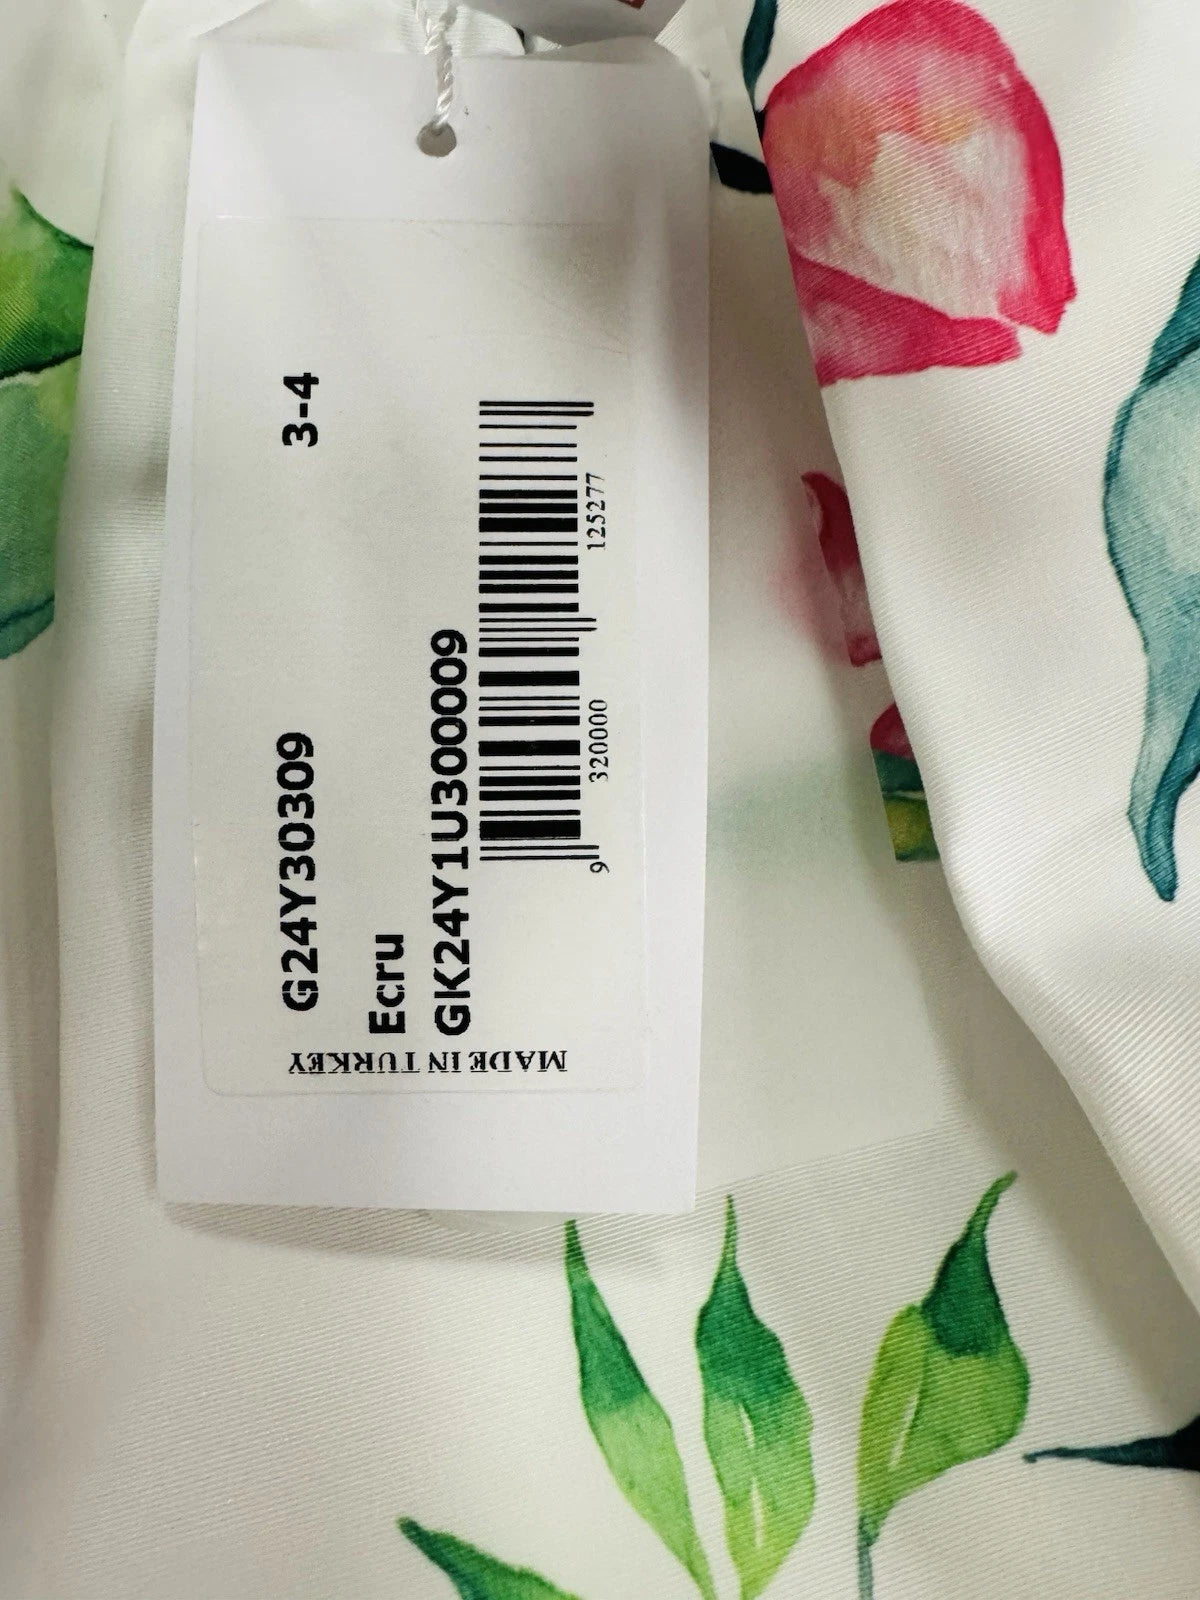 G24Y30309 3-4
Ecru
GK24Y1U300009
9 320000 125277
MADE IN TURKEY